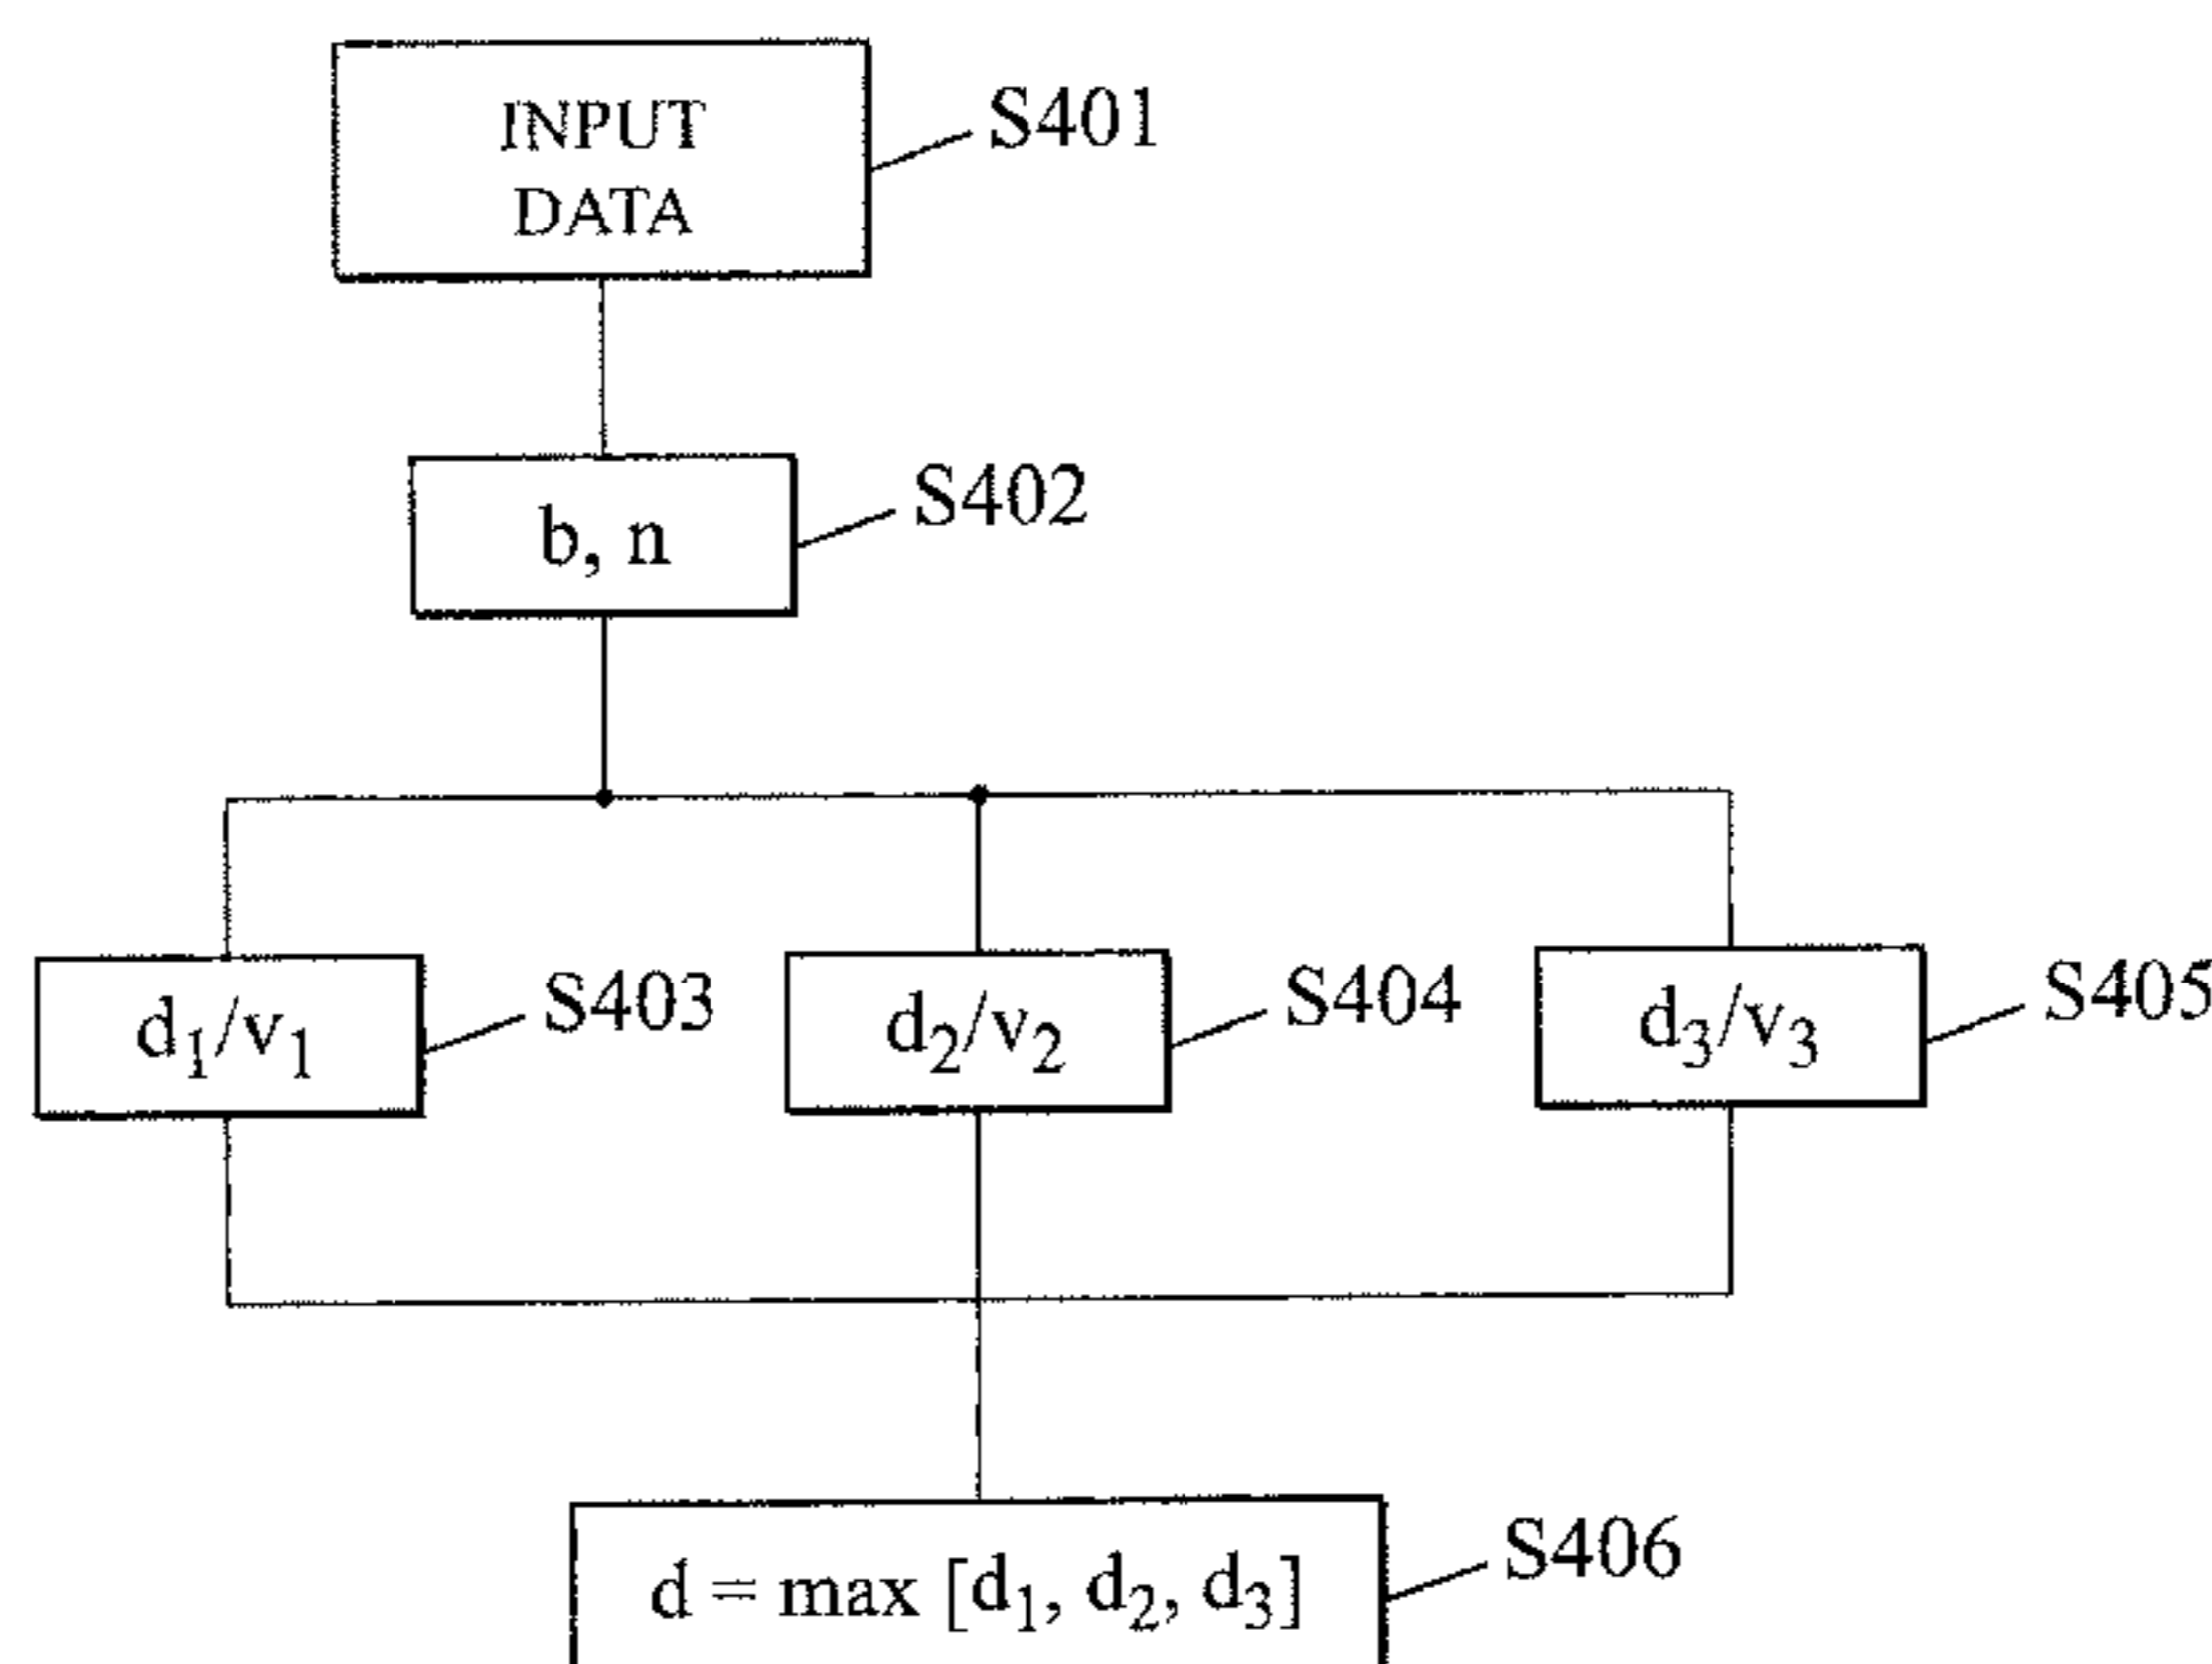 INPUT
DATA
S401
b, n
S402
d₁/v₁
S403
d₂/v₂
S404
d₃/v₃
S405
d = max [d₁, d₂, d₃]
S406